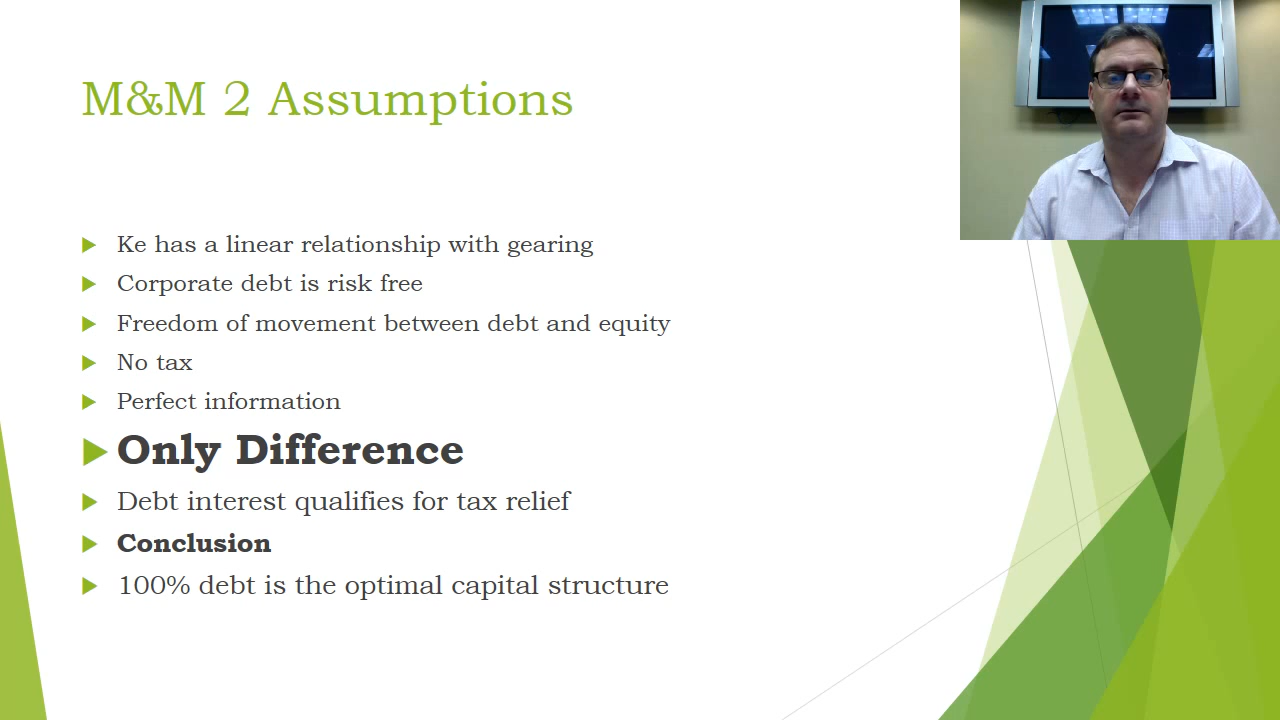 M&M 2 Assumptions
Ke has a linear relationship with gearing
Corporate debt is risk free
Freedom of movement between debt and equity
No tax
Perfect information
Only Difference
Debt interest qualifies for tax relief
Conclusion
100% debt is the optimal capital structure